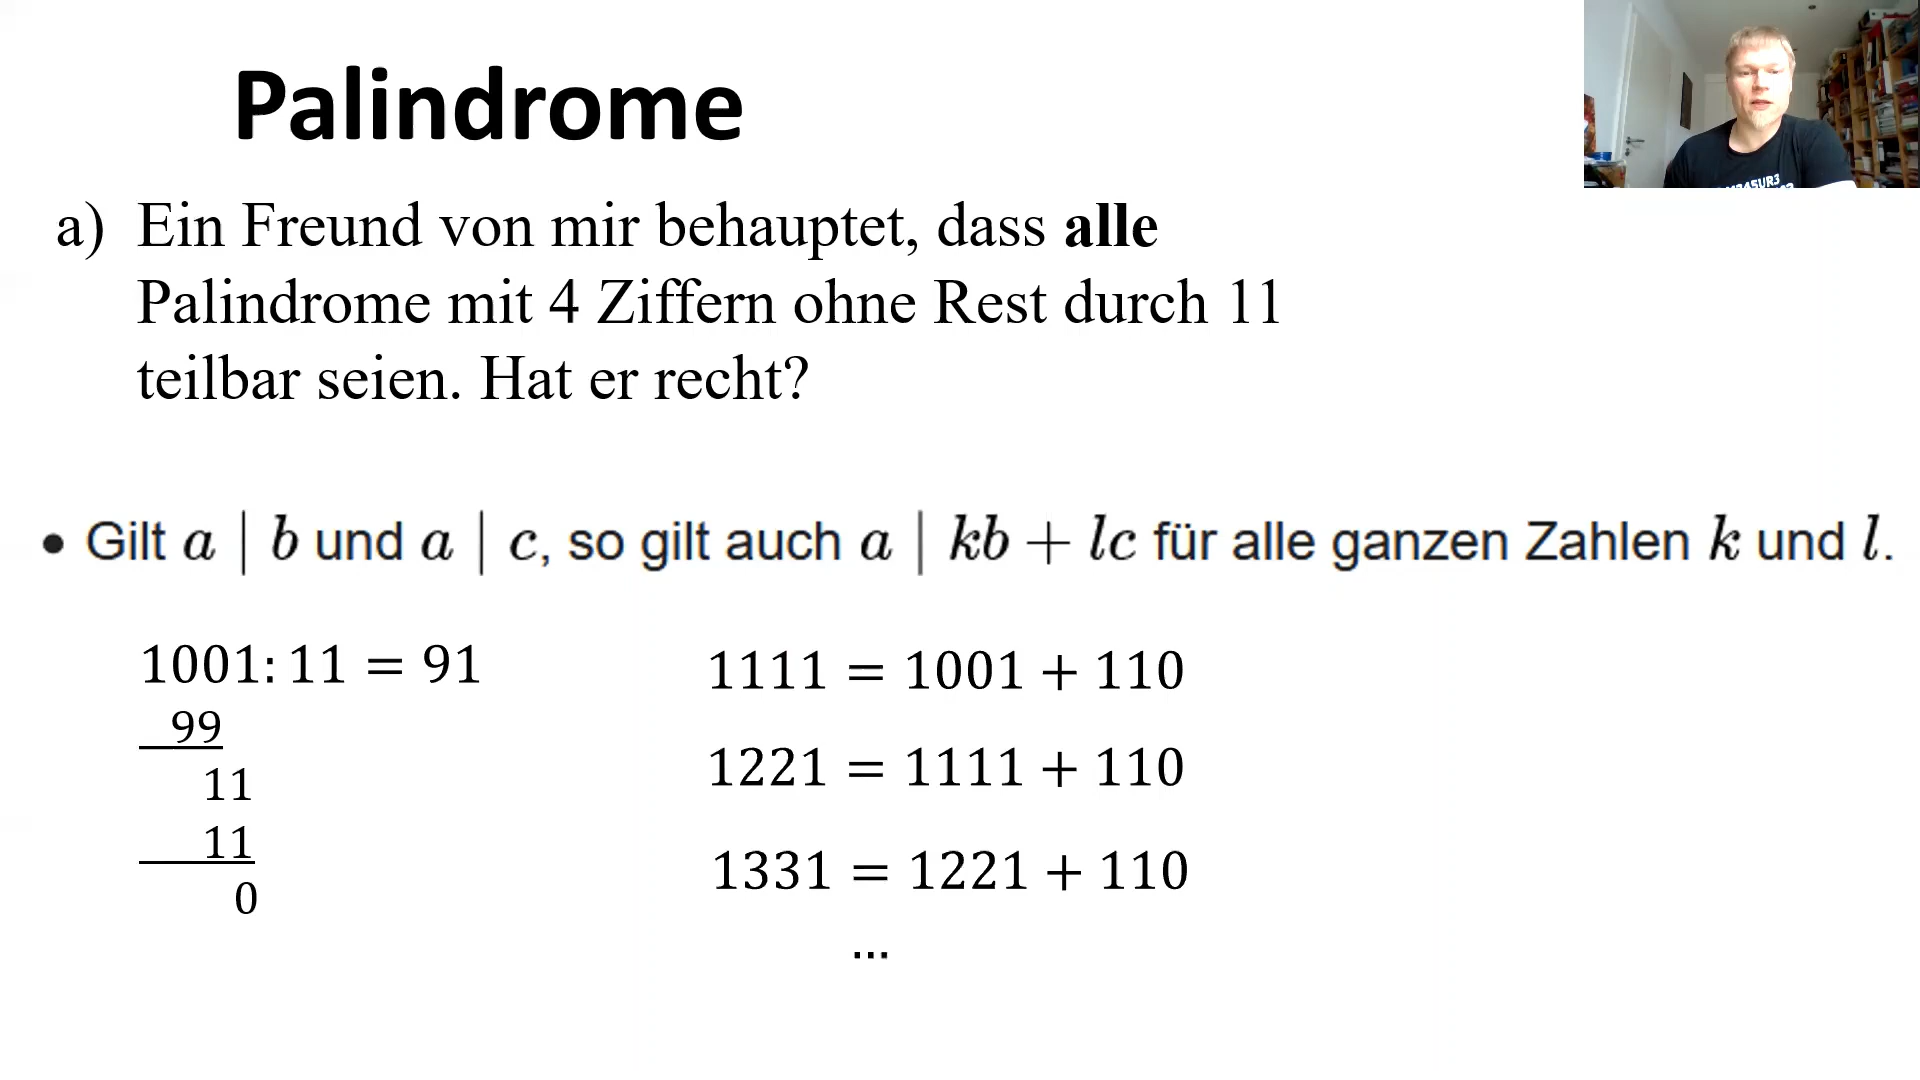 Palindrome
a) Ein Freund von mir behauptet, dass alle
Palindrome mit 4 Ziffern ohne Rest durch 11
teilbar seien. Hat er recht?
• Gilt a | b und a | c, so gilt auch a | kb + lc für alle ganzen Zahlen k und l.
1001: 11 = 91
99
11
11
0
1111 = 1001 + 110
1221 = 1111 + 110
1331 = 1221 + 110
...